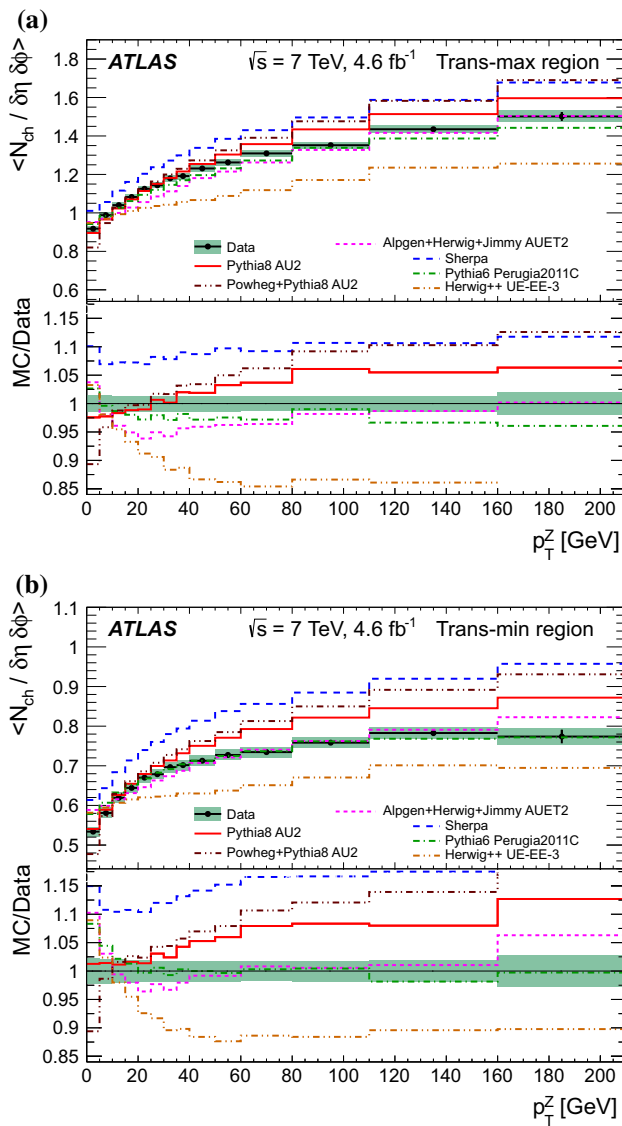 (a)
ATLAS √s = 7 TeV, 4.6 fb⁻¹ Trans-max region
<N_ch / δη δϕ>
1.8
1.6
1.4
1.2
1
0.8
0.6
Data
Pythia8 AU2
Powheg+Pythia8 AU2
Alpgen+Herwig+Jimmy AUET2
Sherpa
Pythia6 Perugia2011C
Herwig++ UE-EE-3
MC/Data
1.15
1.1
1.05
1
0.95
0.9
0.85
0 20 40 60 80 100 120 140 160 180 200
p_T^Z [GeV]
(b)
ATLAS √s = 7 TeV, 4.6 fb⁻¹ Trans-min region
<N_ch / δη δϕ>
1.1
1
0.9
0.8
0.7
0.6
0.5
Data
Pythia8 AU2
Powheg+Pythia8 AU2
Alpgen+Herwig+Jimmy AUET2
Sherpa
Pythia6 Perugia2011C
Herwig++ UE-EE-3
MC/Data
1.15
1.1
1.05
1
0.95
0.9
0.85
0 20 40 60 80 100 120 140 160 180 200
p_T^Z [GeV]